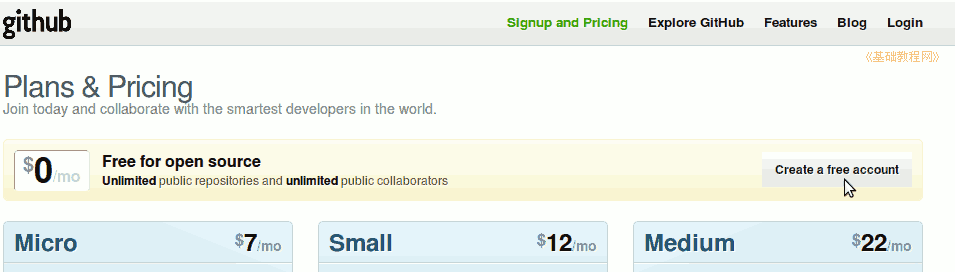 github
Signup and Pricing Explore GitHub Features Blog Login
《基础教程网》
Plans & Pricing
Join today and collaborate with the smartest developers in the world.
$0/mo
Free for open source
Unlimited public repositories and unlimited public collaborators
Create a free account
Micro $7/mo
Small $12/mo
Medium $22/mo